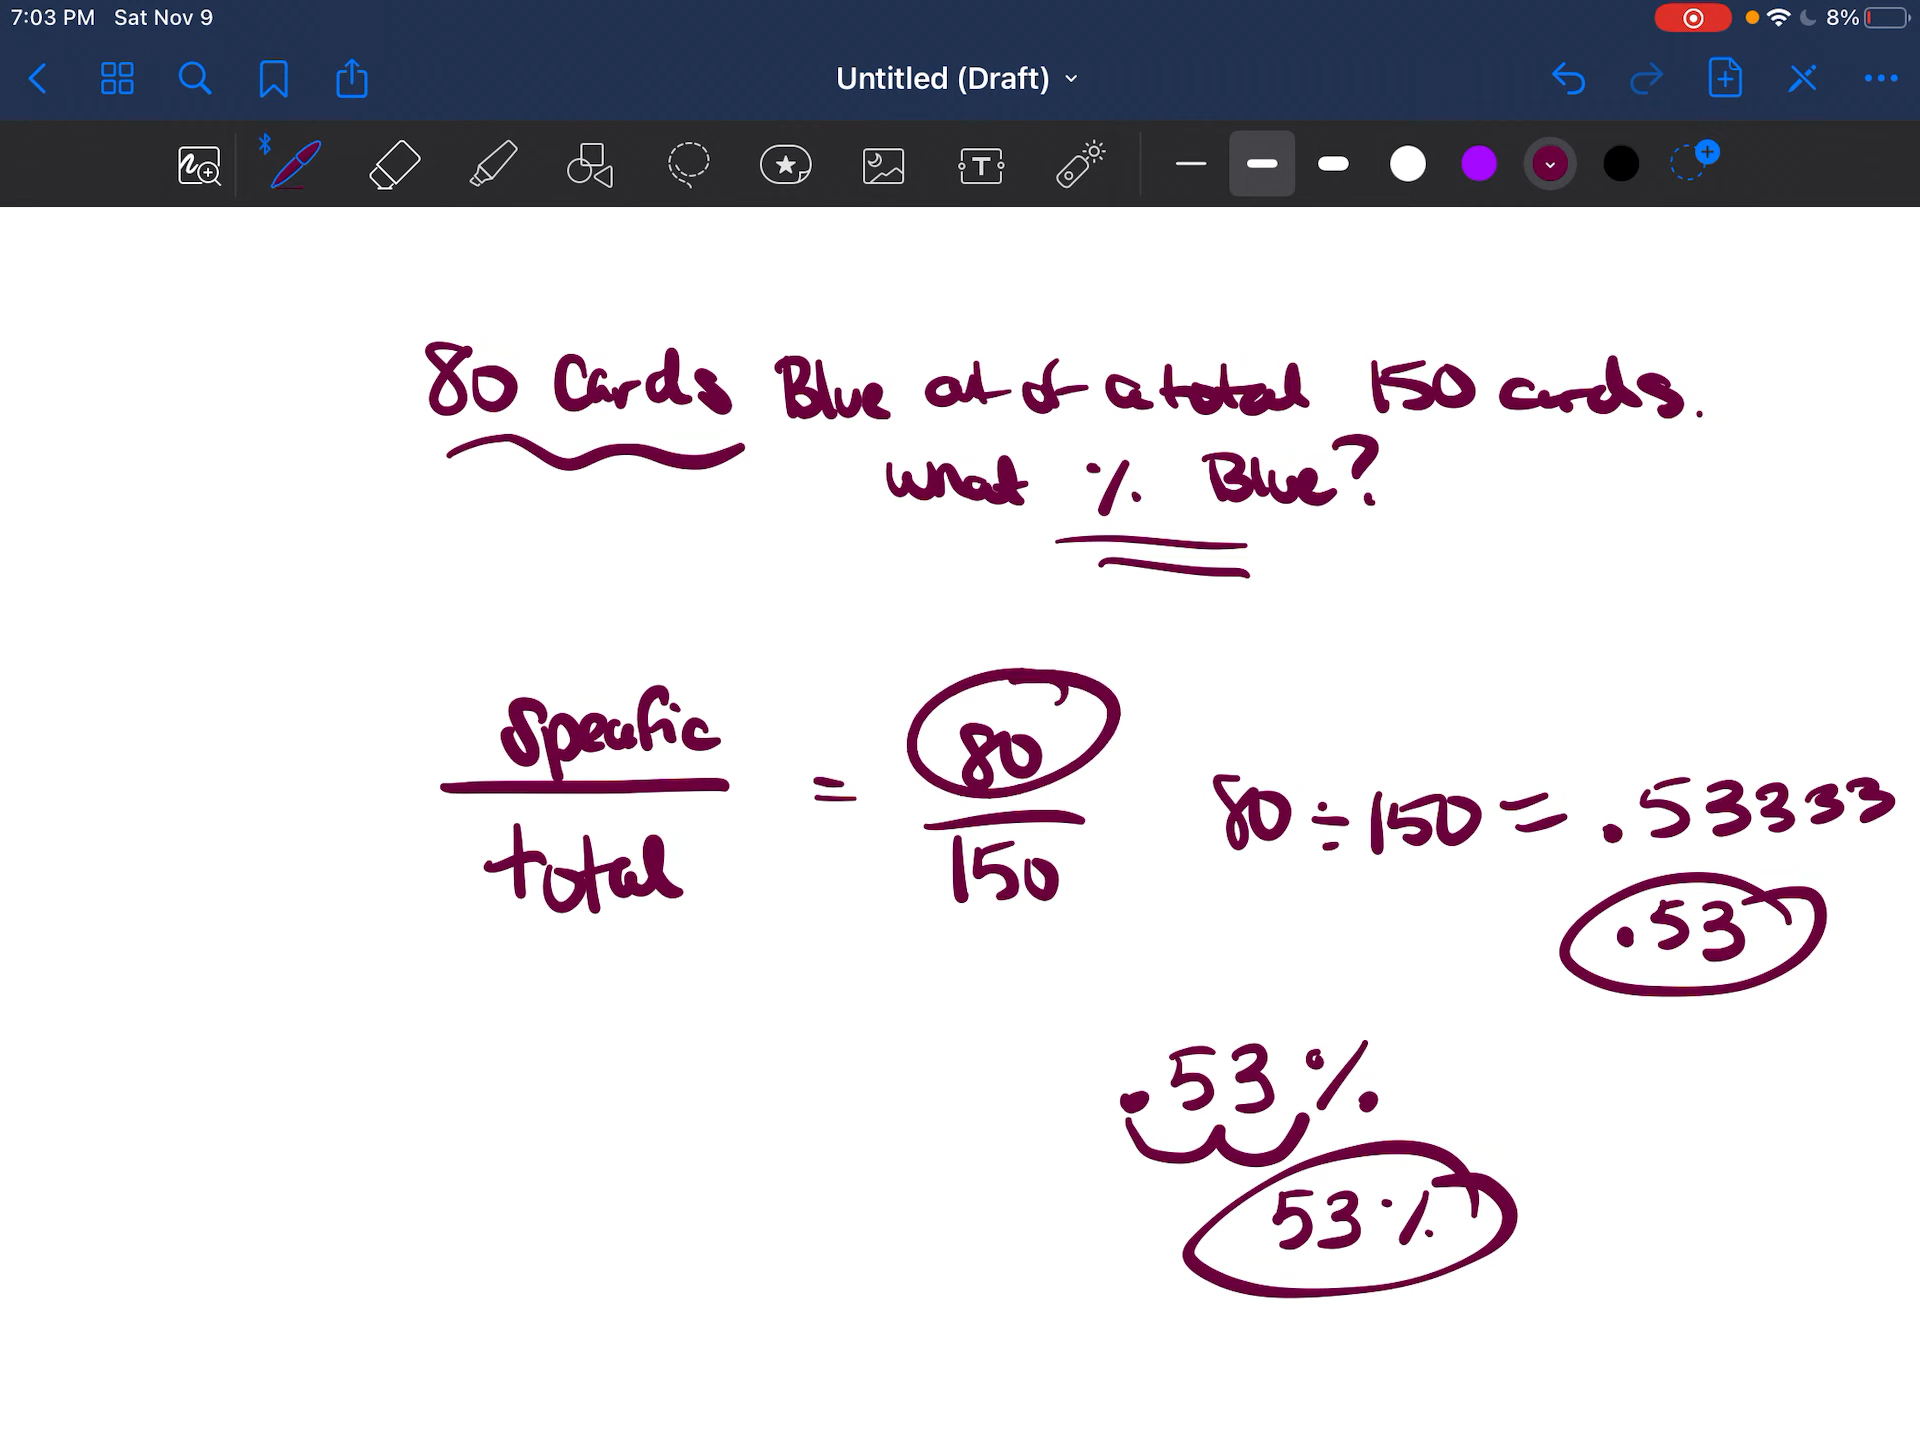 7:03 PM Sat Nov 9
8%
Untitled (Draft)
T
80 Cards Blue out of a total 150 cards.
what % Blue?
Specific
total
=
80
150
80 ÷ 150 = .53333
.53
.53%
53%